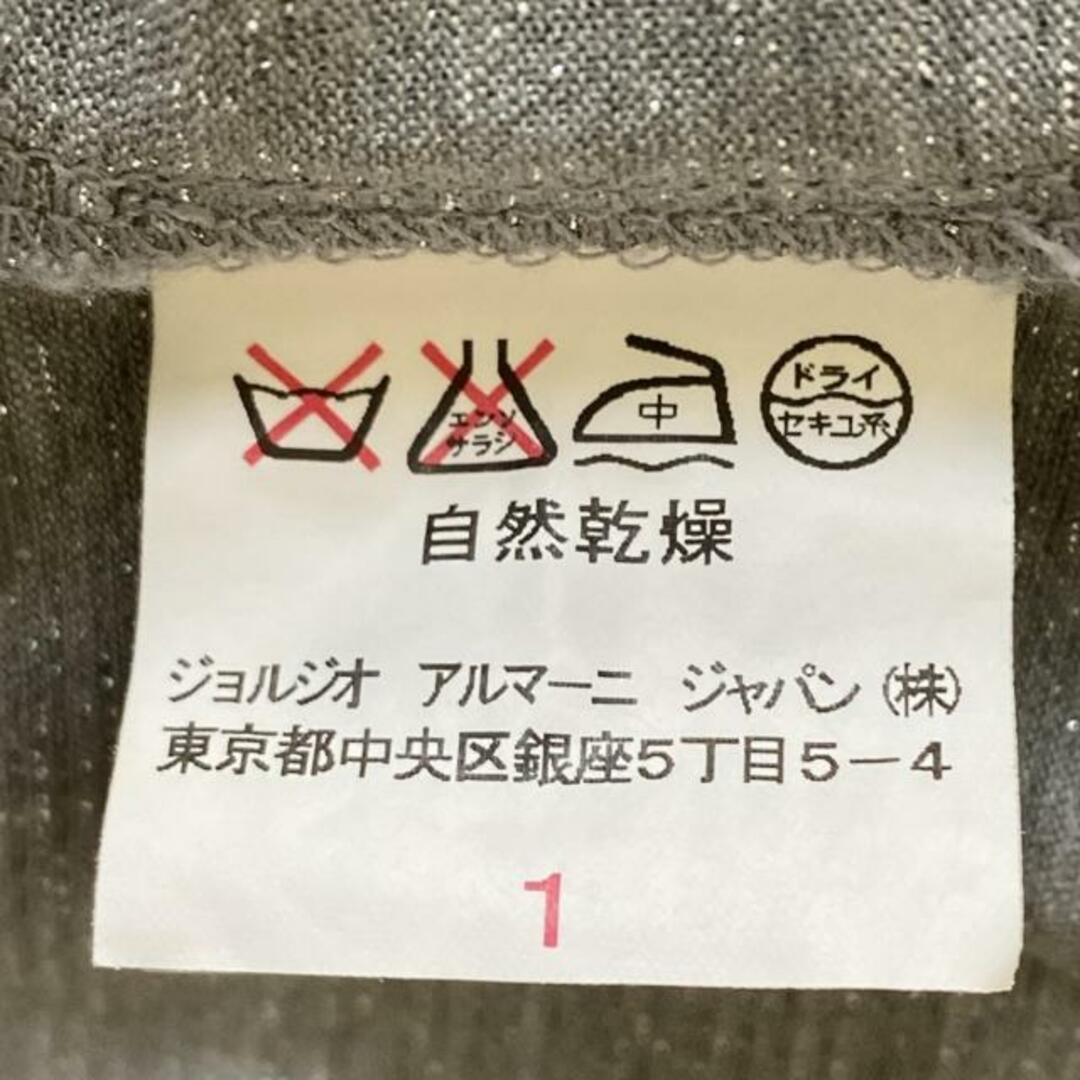 エンソ
サラシ
中
ドライ
セキユ系
自然乾燥
ジョルジオ アルマーニ ジャパン(株)
東京都中央区銀座5丁目5-4
1